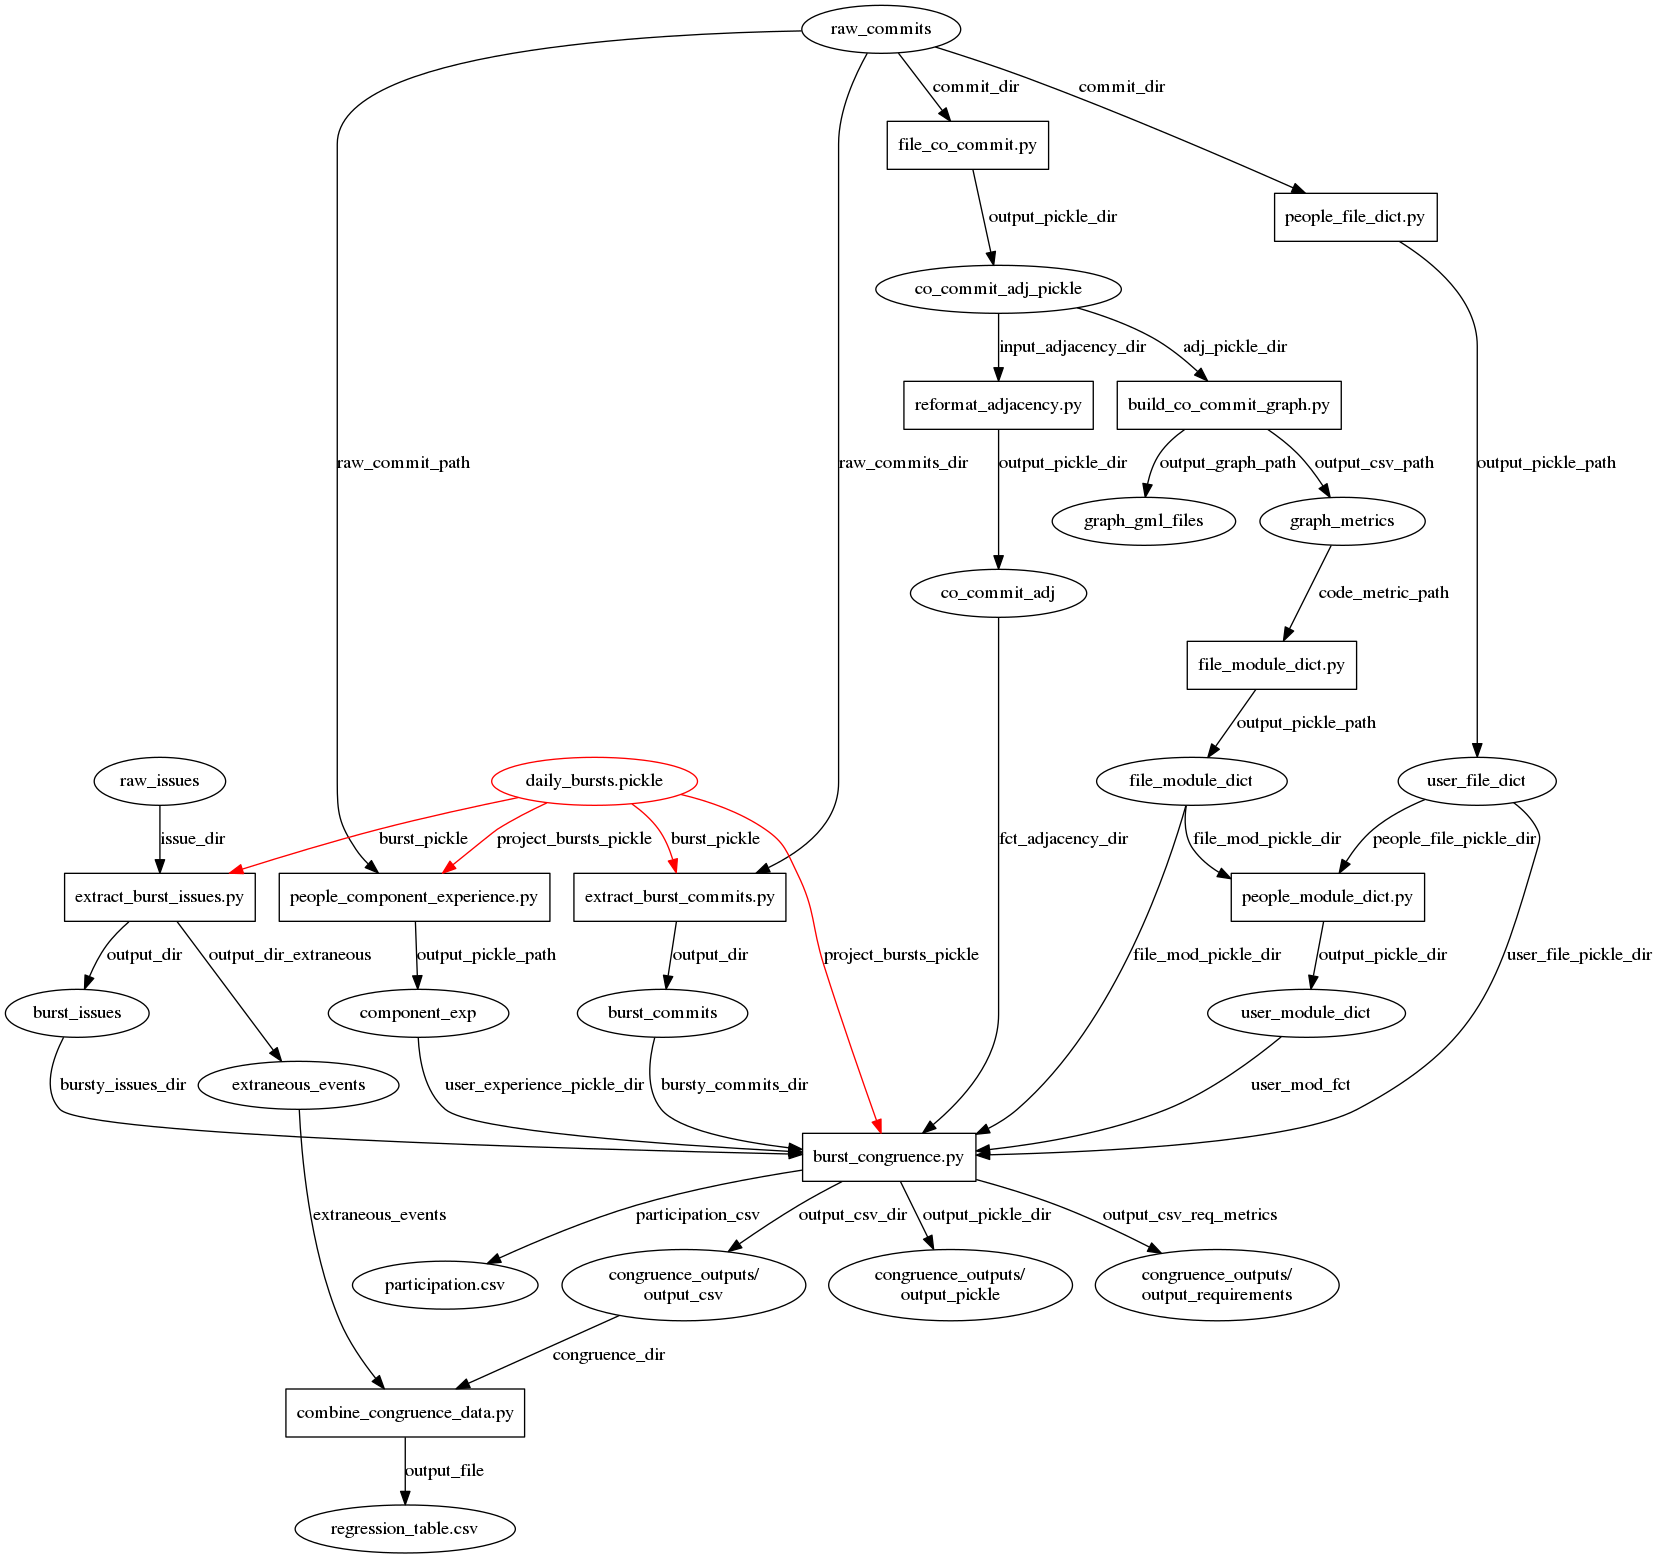 raw_commits
commit_dir
commit_dir
file_co_commit.py
people_file_dict.py
output_pickle_dir
co_commit_adj_pickle
input_adjacency_dir
adj_pickle_dir
reformat_adjacency.py
build_co_commit_graph.py
raw_commit_path
raw_commits_dir
output_pickle_dir
output_graph_path
output_csv_path
output_pickle_path
graph_gml_files
graph_metrics
co_commit_adj
code_metric_path
file_module_dict.py
output_pickle_path
raw_issues
daily_bursts.pickle
file_module_dict
user_file_dict
issue_dir
burst_pickle
project_bursts_pickle
burst_pickle
fct_adjacency_dir
file_mod_pickle_dir
people_file_pickle_dir
extract_burst_issues.py
people_component_experience.py
extract_burst_commits.py
people_module_dict.py
output_dir
output_dir_extraneous
output_pickle_path
output_dir
project_bursts_pickle
file_mod_pickle_dir
output_pickle_dir
user_file_pickle_dir
burst_issues
component_exp
burst_commits
user_module_dict
bursty_issues_dir
extraneous_events
user_experience_pickle_dir
bursty_commits_dir
user_mod_fct
burst_congruence.py
extraneous_events
participation_csv
output_csv_dir
output_pickle_dir
output_csv_req_metrics
participation.csv
congruence_outputs/
output_csv
congruence_outputs/
output_pickle
congruence_outputs/
output_requirements
congruence_dir
combine_congruence_data.py
output_file
regression_table.csv